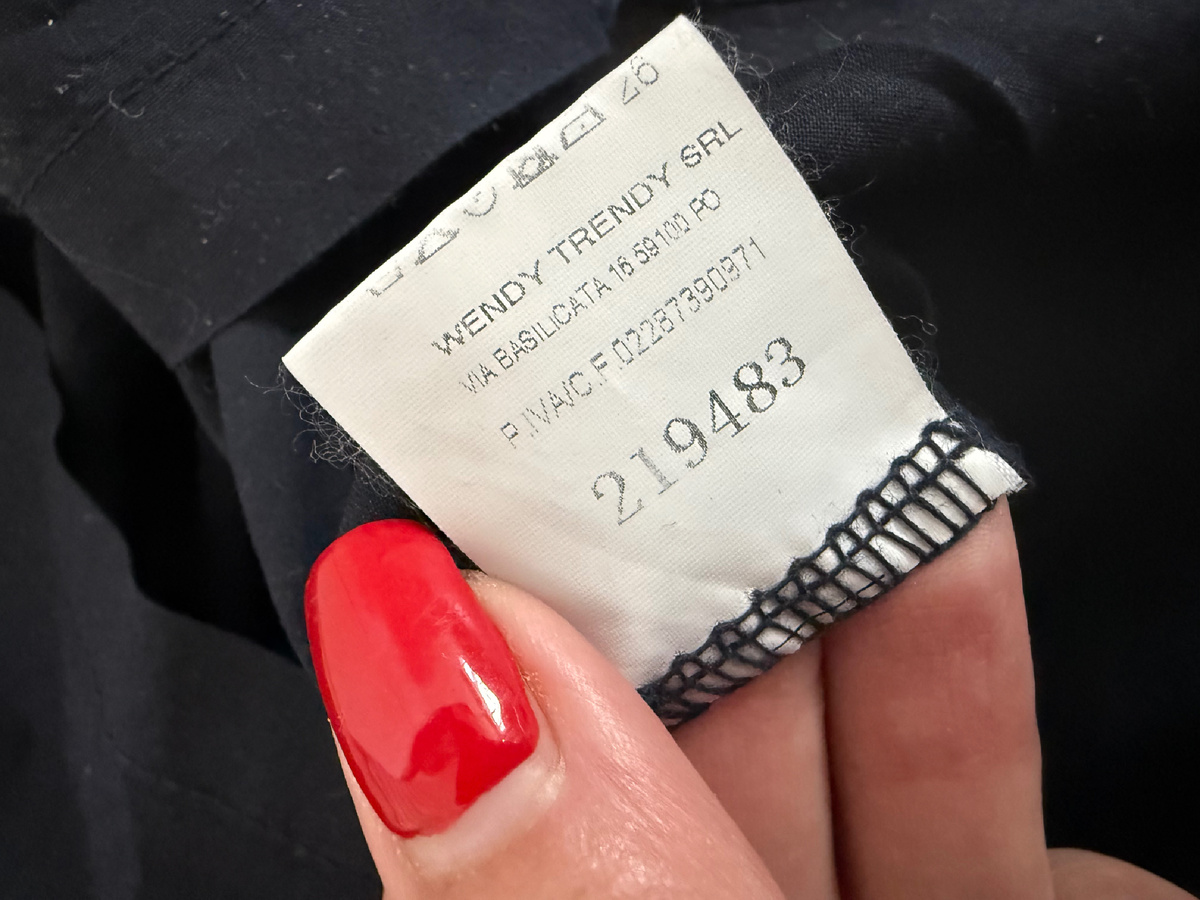 WENDY TRENDY SRL
VIA BASILICATA 16 59100 PO
P.IVA/C.F.02287390971
219483